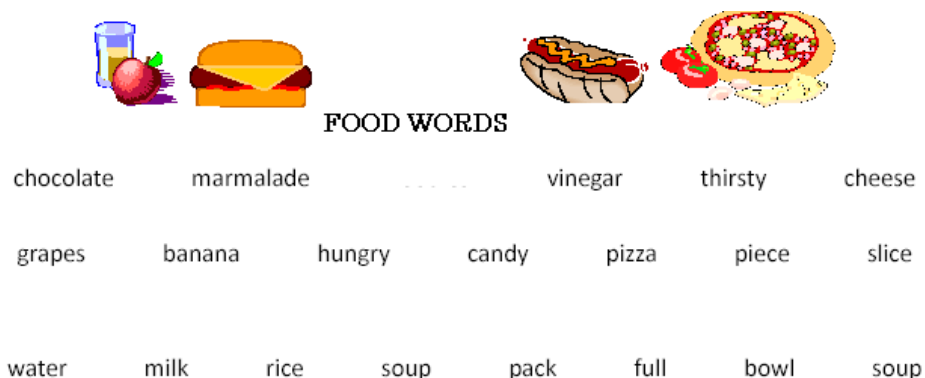 FOOD WORDS
chocolate marmalade vinegar thirsty cheese
grapes banana hungry candy pizza piece slice
water milk rice soup pack full bowl soup